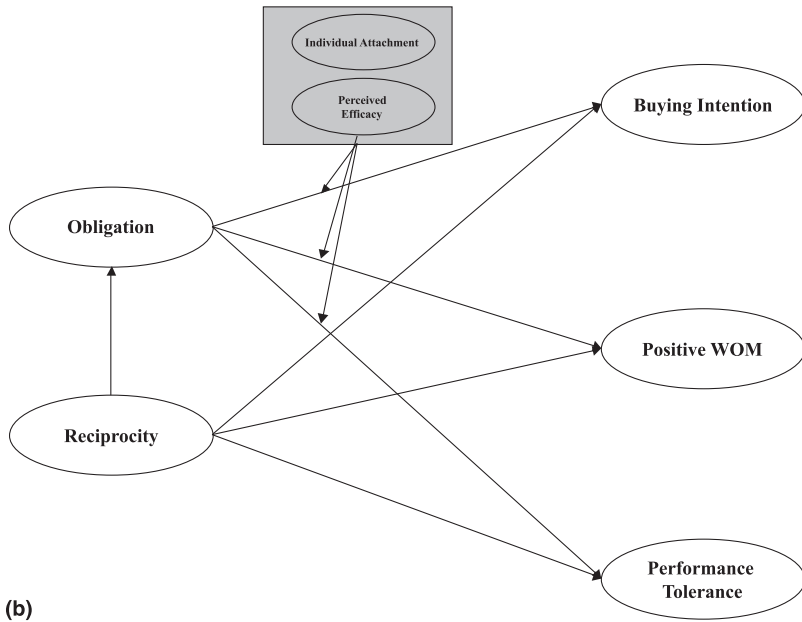 Individual Attachment
Perceived
Efficacy
Buying Intention
Obligation
Positive WOM
Reciprocity
Performance
Tolerance
(b)